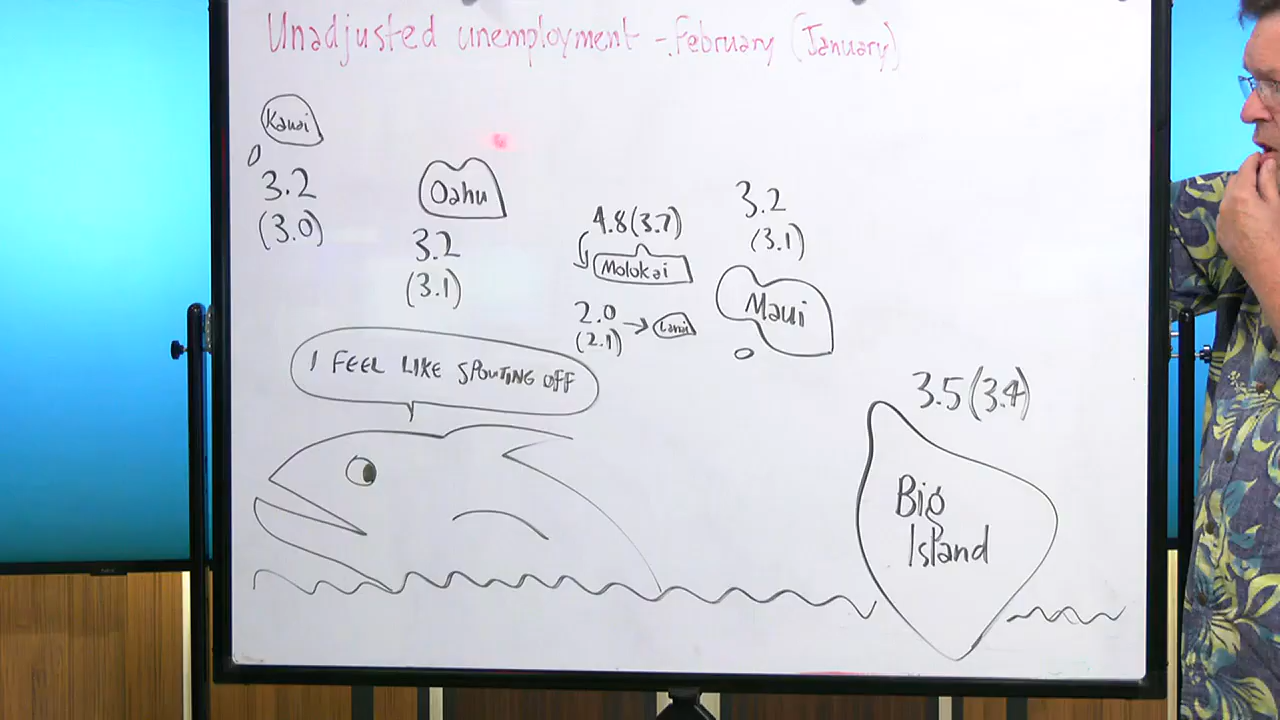 Unadjusted unemployment - February (January)
Kauai
3.2
(3.0)
Oahu
3.2
(3.1)
4.8 (3.7)
Molokai
2.0
(2.1)
Lanai
3.2
(3.1)
Maui
I FEEL LIKE SPOUTING OFF
3.5 (3.4)
Big
Island